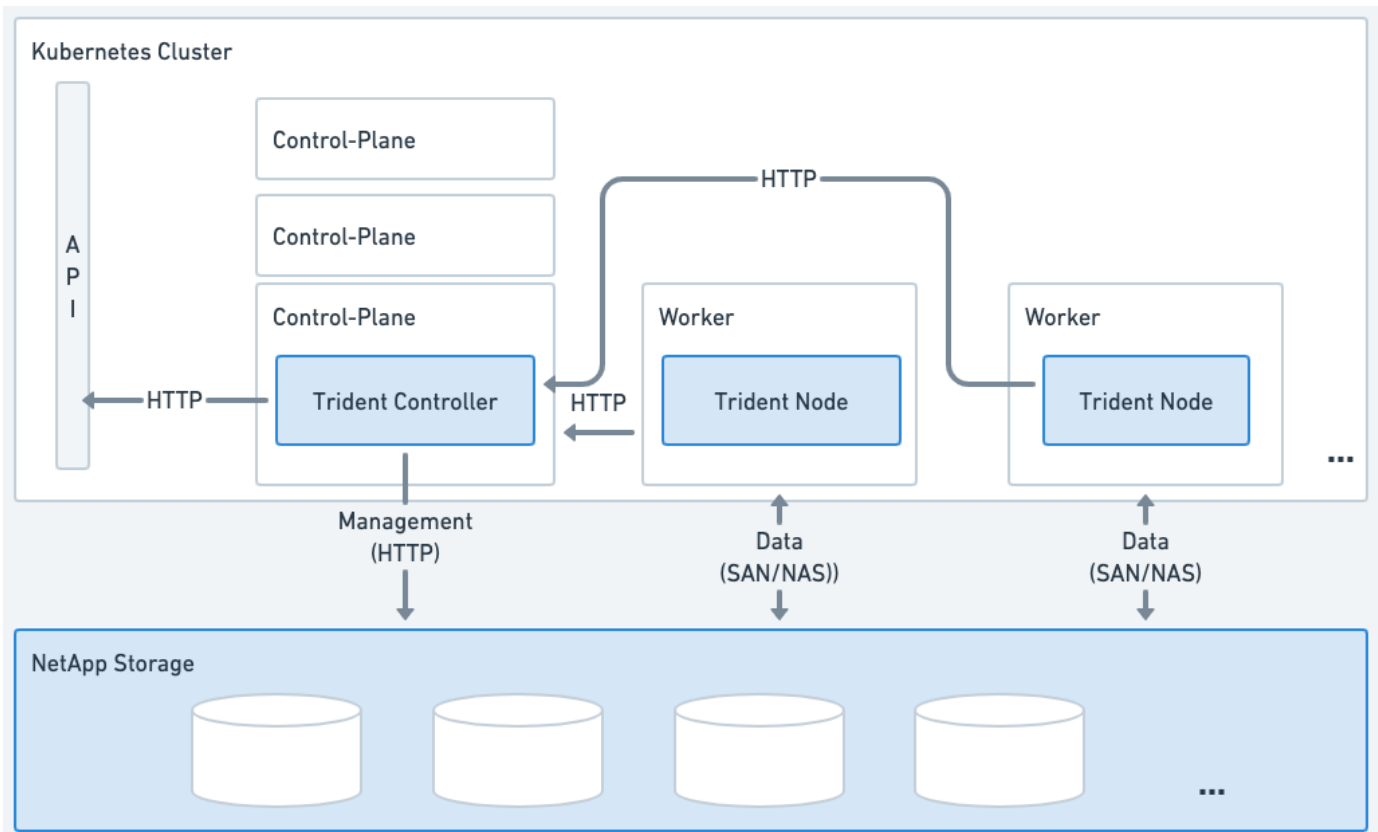 Kubernetes Cluster
A
P
I
Control-Plane
Control-Plane
Control-Plane
Trident Controller
HTTP
HTTP
HTTP
Worker
Trident Node
Worker
Trident Node
...
Management
(HTTP)
Data
(SAN/NAS))
Data
(SAN/NAS)
NetApp Storage
...